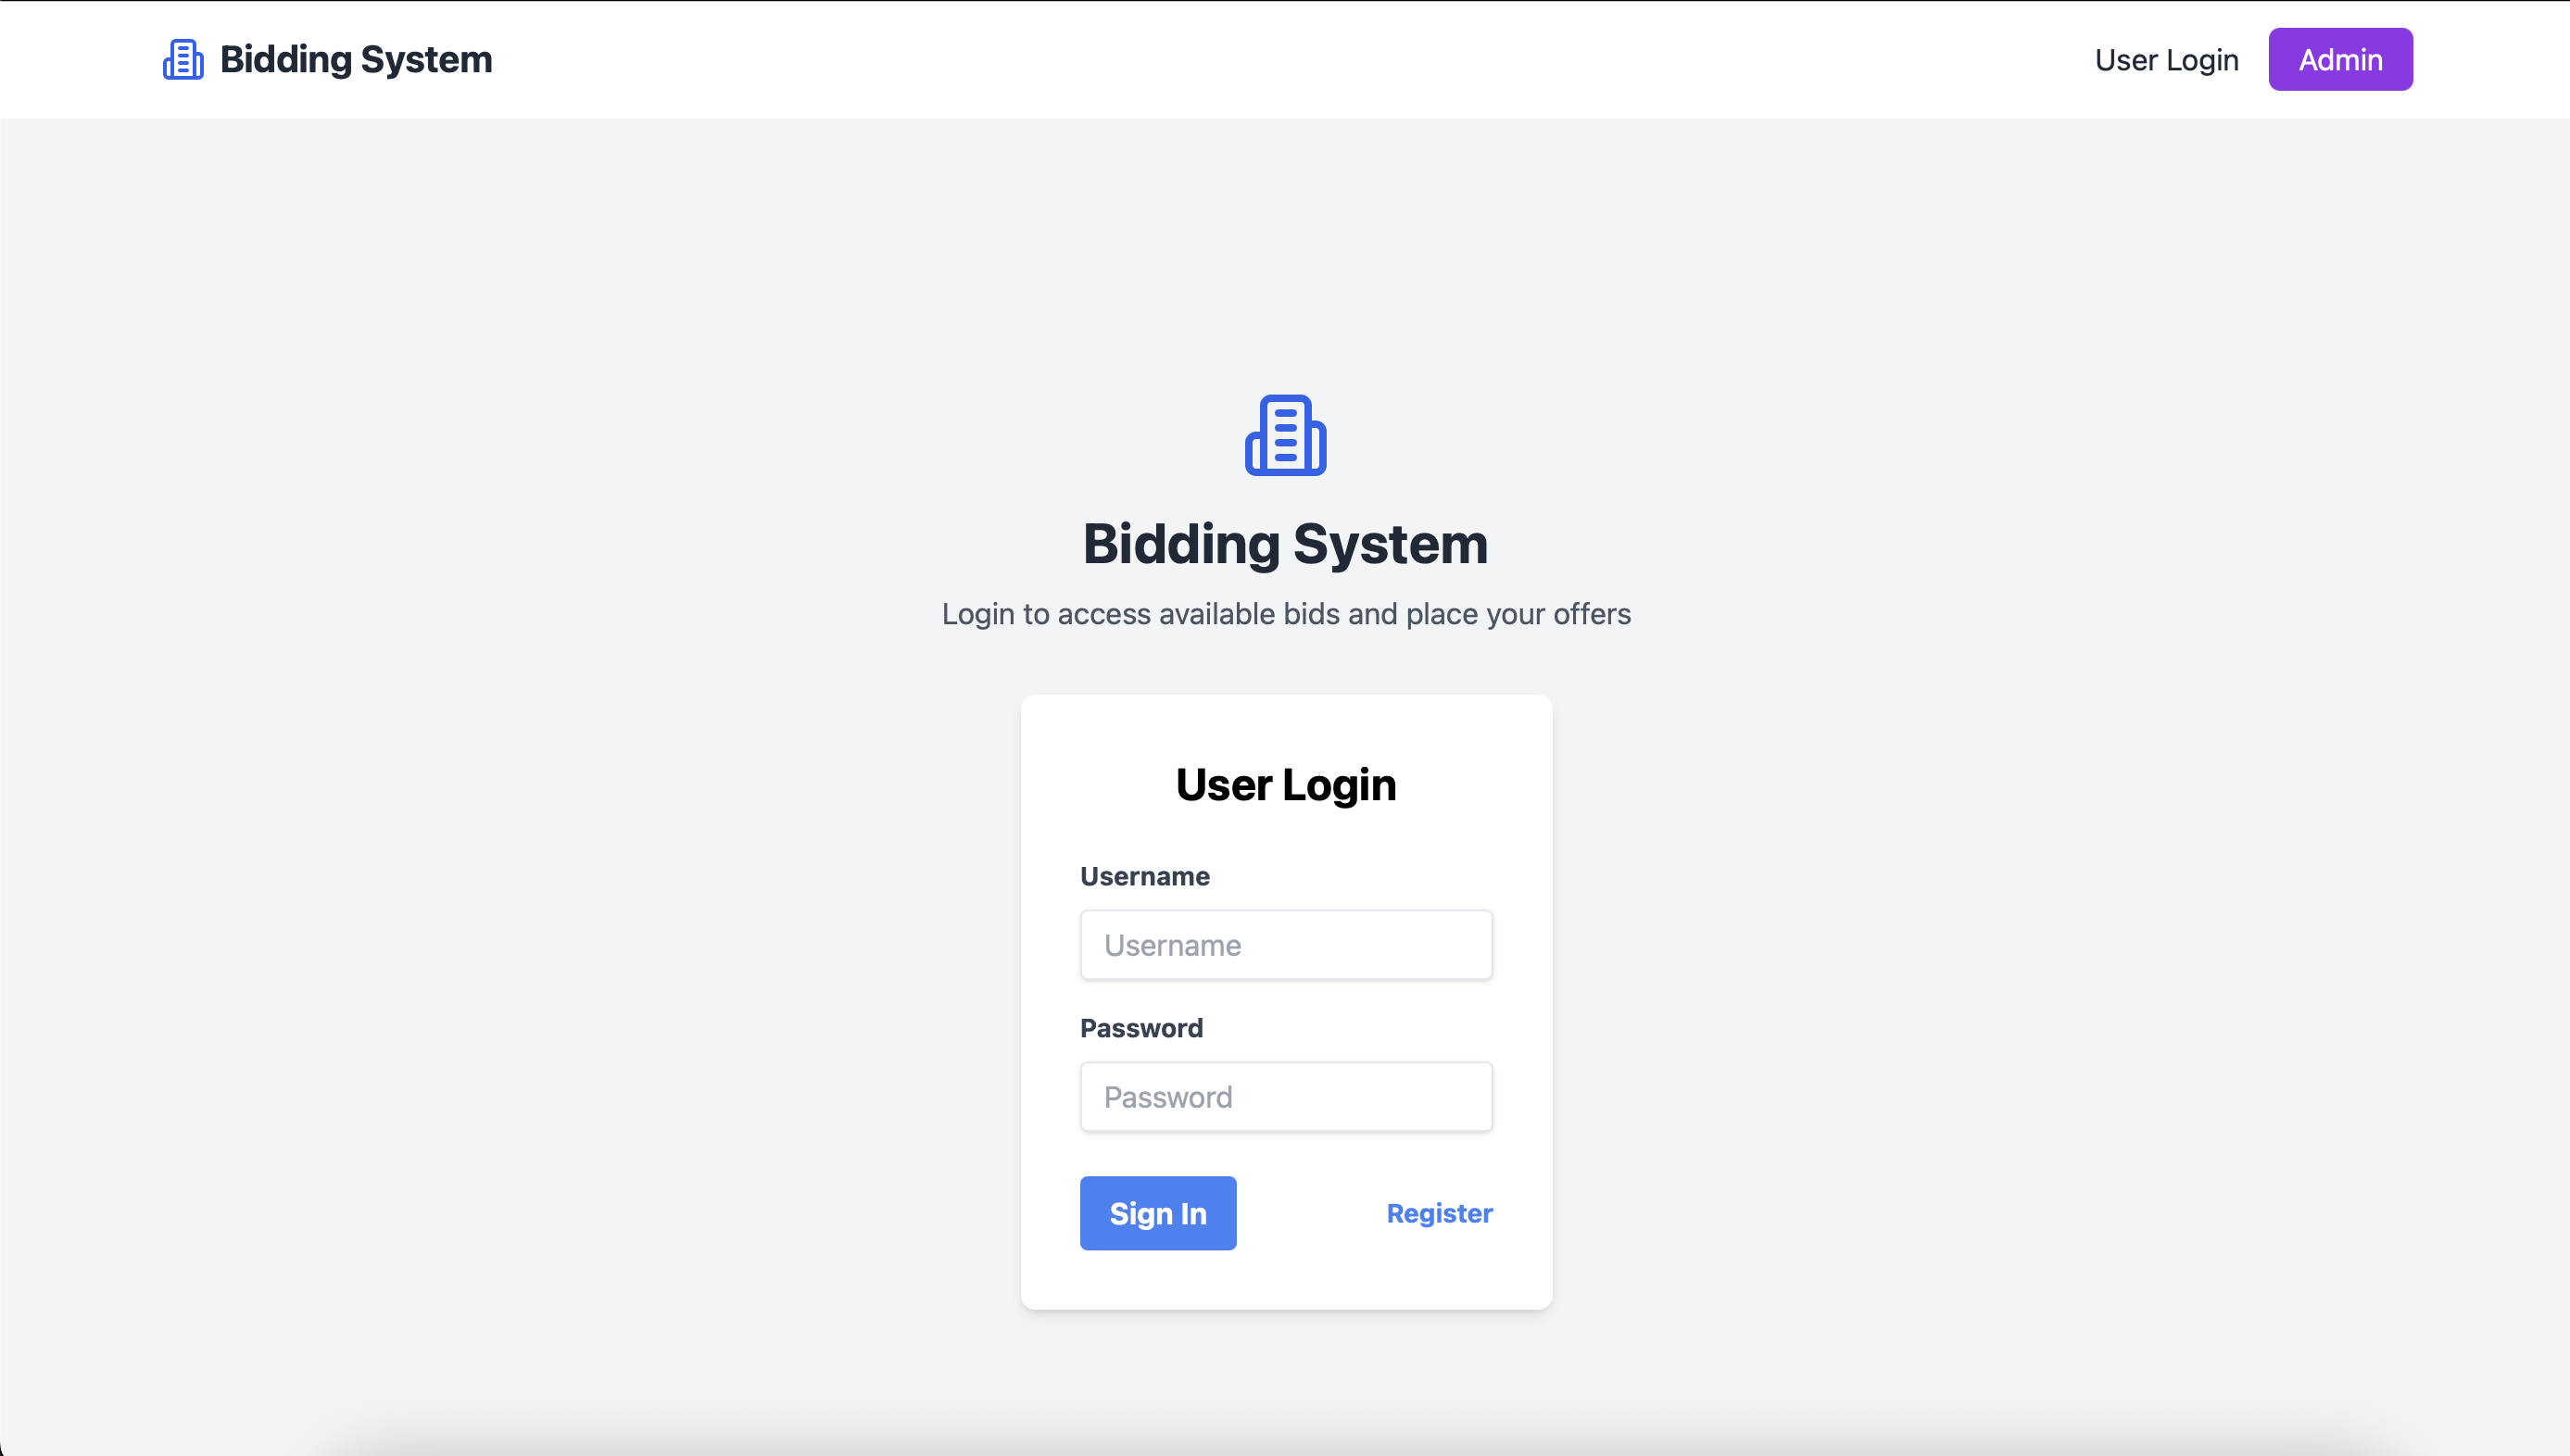 Bidding System
User Login
Admin
Bidding System
Login to access available bids and place your offers
User Login
Username
Username
Password
Password
Sign In
Register